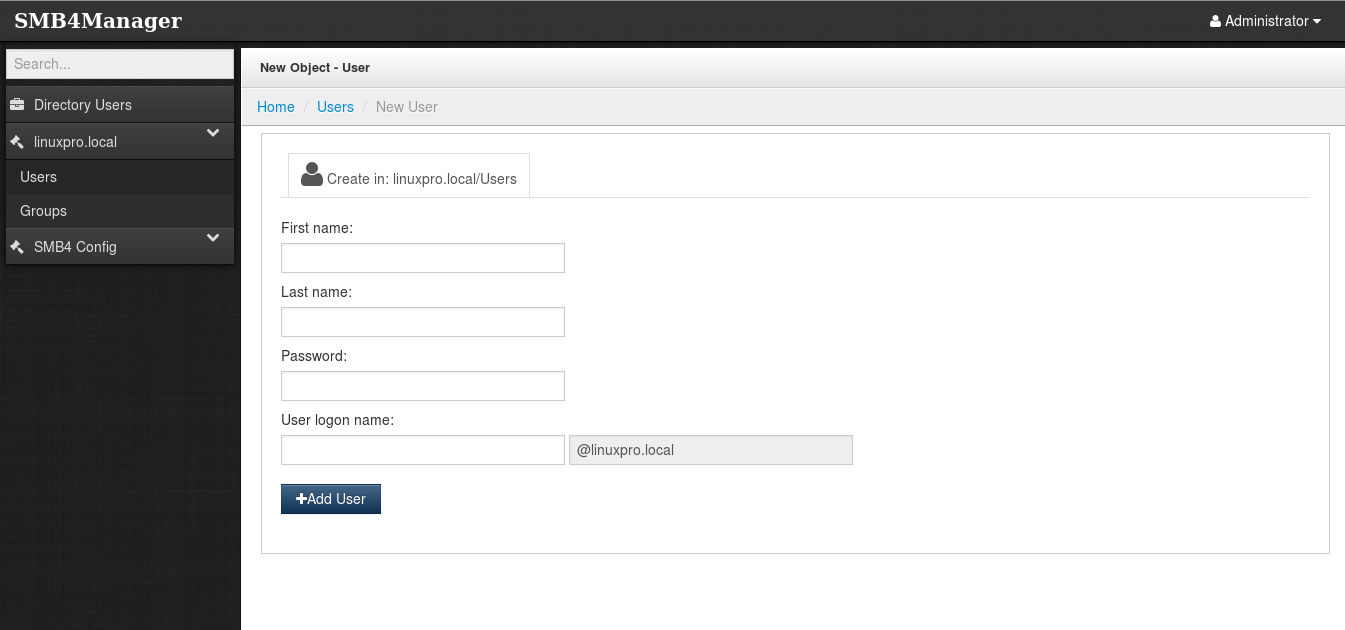 SMB4Manager
Administrator
Search...
Directory Users
linuxpro.local
Users
Groups
SMB4 Config
New Object - User
Home / Users / New User
Create in: linuxpro.local/Users
First name:
Last name:
Password:
User logon name:
@linuxpro.local
Add User